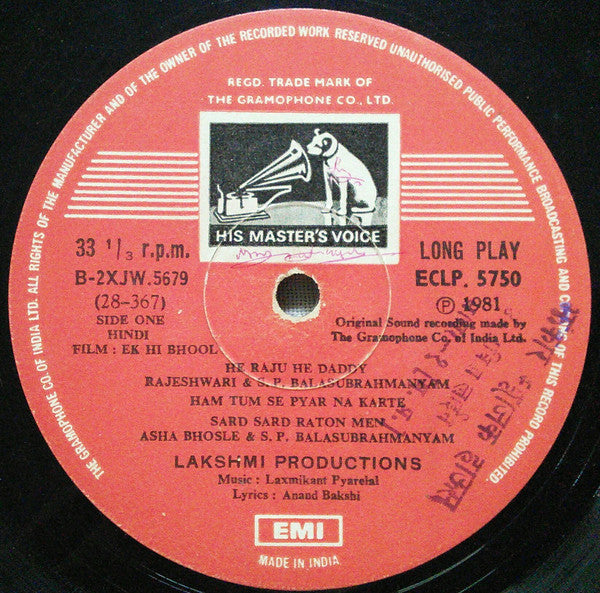 THE GRAMOPHONE CO. OF INDIA LTD. ALL RIGHTS OF THE MANUFACTURER AND OF THE OWNER OF THE RECORDED WORK RESERVED UNAUTHORISED PUBLIC PERFORMANCE BROADCASTING AND COPYING OF THIS RECORD PROHIBITED.
REGD. TRADE MARK OF
THE GRAMOPHONE CO., LTD.
HIS MASTER'S VOICE
33 1/3 r.p.m.
LONG PLAY
B-2XJW.5679
ECLP. 5750
(28-367)
℗ 1981
SIDE ONE
HINDI
Original Sound recording made by
The Gramophone Co. of India Ltd.
FILM : EK HI BHOOL
HE RAJU HE DADDY
RAJESHWARI & S. P. BALASUBRAHMANYAM
HAM TUM SE PYAR NA KARTE
SARD SARD RATON MEN
ASHA BHOSLE & S. P. BALASUBRAHMANYAM
LAKSHMI PRODUCTIONS
Music : Laxmikant Pyarelal
Lyrics : Anand Bakshi
EMI
MADE IN INDIA